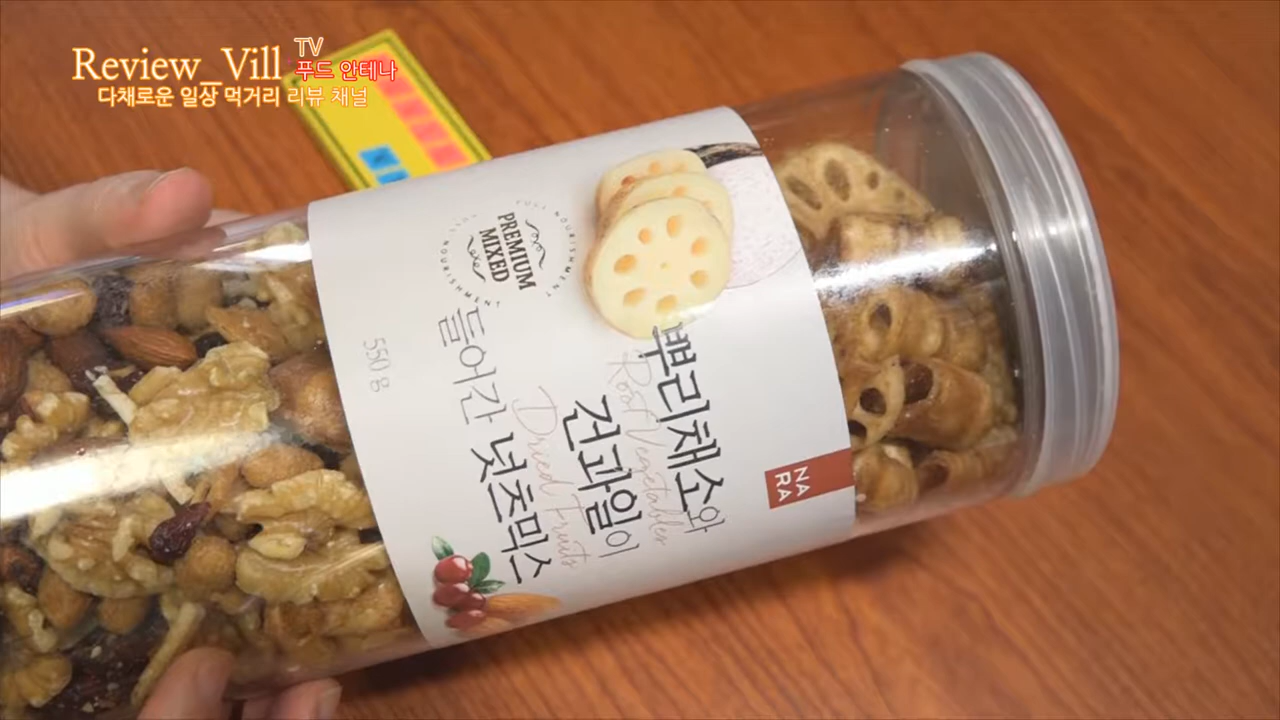 Review_Vill TV
푸드 안테나
다채로운 일상 먹거리 리뷰 채널
NA
RA
뿌리채소와
Root Vegetables
건과일이
Dried Fruits
들어간 넛츠믹스
PREMIUM
MIXED
NOURISHMENT
NOURISHMENT
550 g